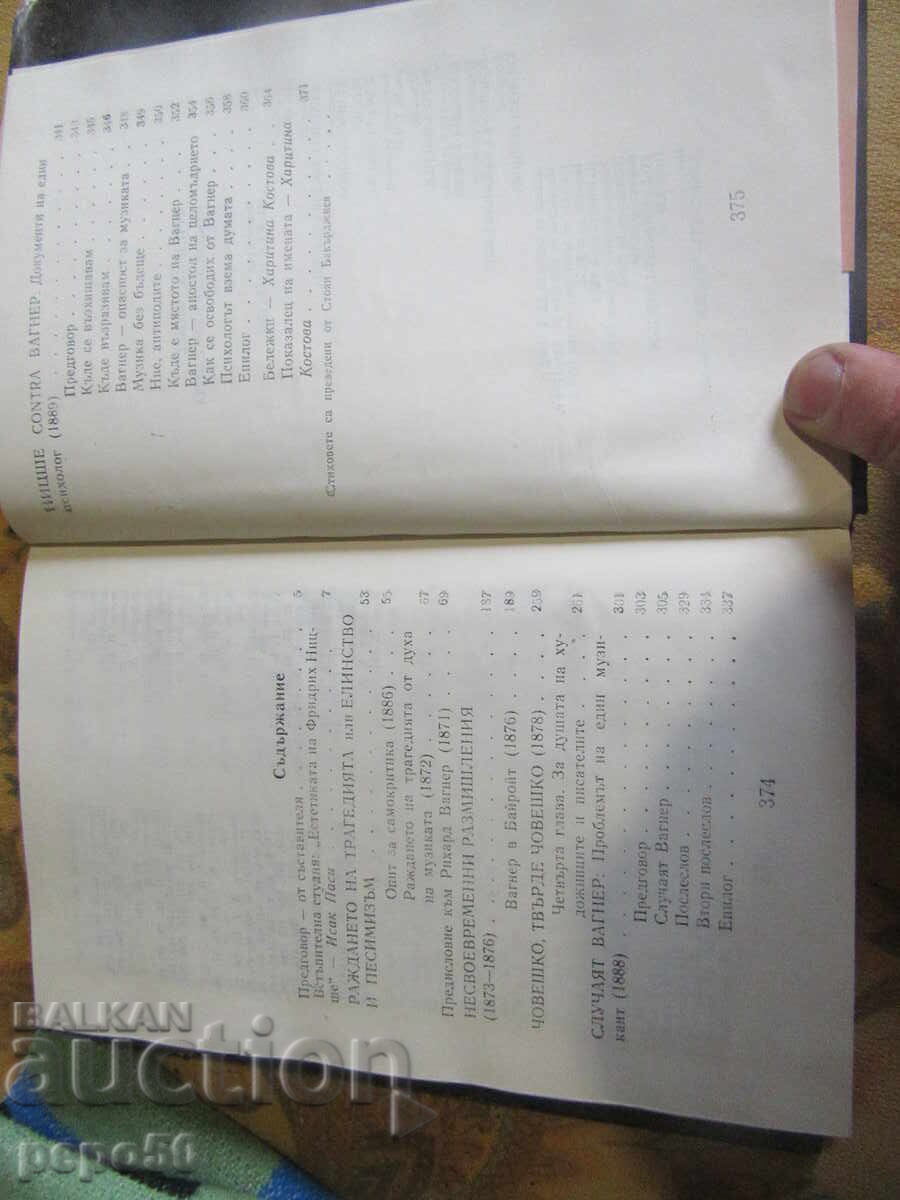 Съдържание
Предговор — от съставителя . . . . . . . 5
Встъпителна студия: „Естетиката на Фридрих Ниц-
ше" — Исак Паси . . . . . . . 7
РАЖДАНЕТО НА ТРАГЕДИЯТА или ЕЛИНСТВО
И ПЕСИМИЗЪМ . . . . . . . 53
Опит за самокритика (1886) . . . 55
Раждането на трагедията от духа
на музиката (1872) . . . . . 67
Предисловие към Рихард Вагнер (1871) . . . . 69
НЕСВОЕВРЕМЕННИ РАЗМИШЛЕНИЯ
(1873—1876) . . . . . . . 187
Вагнер в Байройт (1876) . . . . 189
ЧОВЕШКО, ТВЪРДЕ ЧОВЕШКО (1878) . . . . 259
Четвърта глава. За душата на ху-
дожниците и писателите . . . . 261
СЛУЧАЯТ ВАГНЕР. Проблемът на един музи-
кант (1888) . . . . . . . 301
Предговор . . . . . . . 303
Случаят Вагнер . . . . . . . 305
Послеслов . . . . . . . 329
Втори послеслов . . . . . . . 334
Епилог . . . . . . . 337
374
НИЦШЕ CONTRA ВАГНЕР. Документи на един
психолог (1889) . . . . . . . 341
Предговор . . . . . . . 343
Къде се възхищавам . . . . 345
Къде възразявам . . . . . 346
Вагнер — опасност за музиката . . 348
Музика без бъдеще . . . . . 349
Ние, антиподите . . . . . 350
Къде е мястото на Вагнер . . . . 352
Вагнер — апостол на целомъдрието 354
Как се освободих от Вагнер . . . 356
Психологът взема думата . . . . 358
Епилог . . . . . . . 360
Бележки — Харитина Костова . . . . 364
Показалец на имената — Харитина
Костова . . . . . . . 371
(Стиховете са преведени от Стоян Бакърджиев
375
BALKAN
auction
pepo50